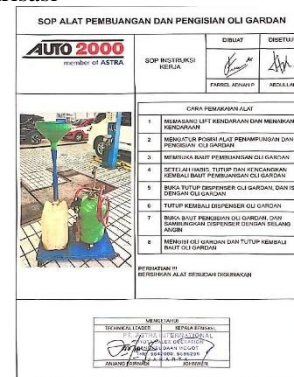 SOP ALAT PEMBUANGAN DAN PENGISIAN OLI GARDAN
AUTO 2000
member of ASTRA
SOP INSTRUKSI
KERJA
DIBUAT
DISETUJUI
FARREL ADNAN P
CARA PEMAKAIAN ALAT
1 MEMASANG LIFT KENDARAAN DAN MENAIKAN
KENDARAAN
2 MENGATUR POSISI ALAT PENAMPUNGAN DAN
PENGISIAN OLI GARDAN
3 MEMBUKA BAUT PEMBUANGAN OLI GARDAN
4 SETELAH HABIS, TUTUP DAN KENCANGKAN
KEMBALI BAUT PEMBUANGAN OLI GARDAN
5 BUKA TUTUP DISPENSER OLI GARDAN, DAN ISI
DENGAN OLI GARDAN
6 TUTUP KEMBALI DISPENSER OLI GARDAN
7 BUKA BAUT PENGISIAN OLI GARDAN, DAN
SAMBUNGKAN DISPENSER DENGAN SELANG
ANGIN
8 MENGISI OLI GARDAN DAN TUTUP KEMBALI
BAUT OLI GARDAN
PERHATIAN !!!
BERSIHKAN ALAT SESUDAH DIGUNAKAN
MENGETAHUI
TECHNICAL LEADER
KEPALA BENGKEL